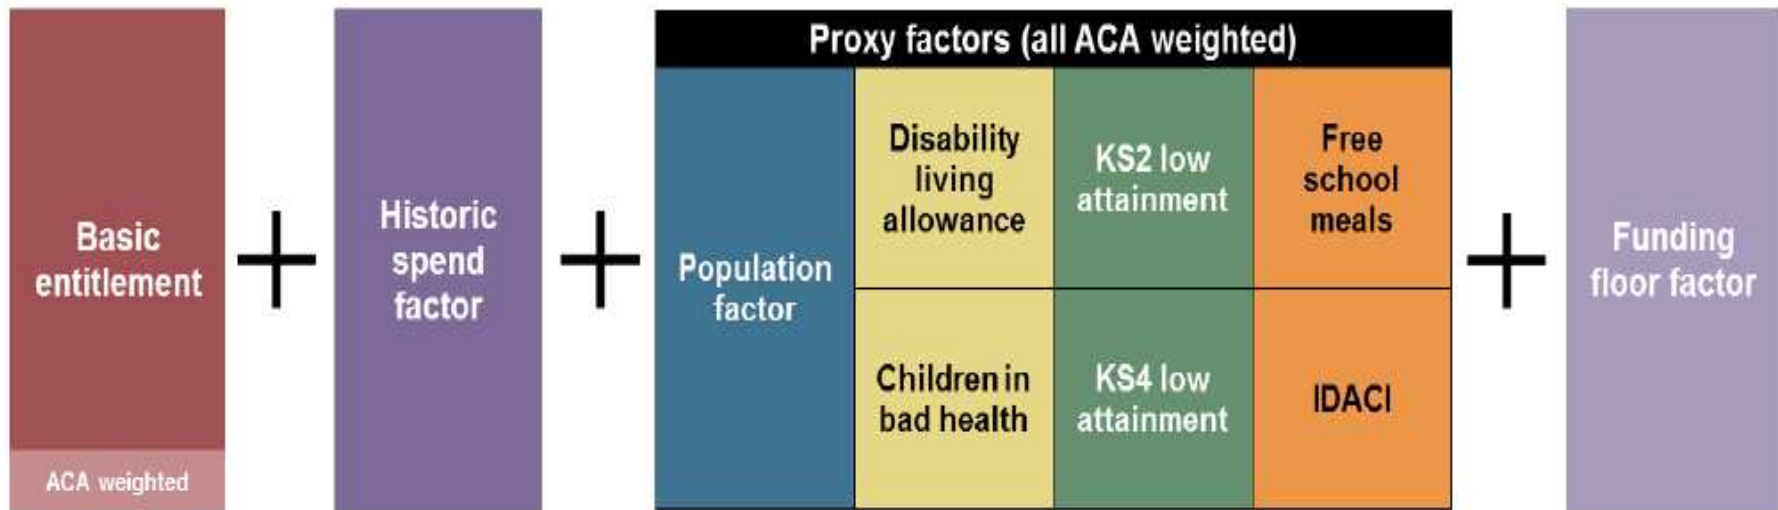 Basic
entitlement
ACA weighted
Historic
spend
factor
Proxy factors (all ACA weighted)
Population
factor
Disability
living
allowance
Children in
bad health
KS2 low
attainment
KS4 low
attainment
Free
school
meals
IDACI
Funding
floor factor